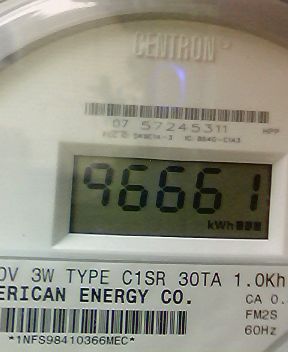 CENTRON
07 57245311 HPP
96661
kWh
0V 3W TYPE C1SR 30TA 1.0Kh
ERICAN ENERGY CO.
CA 0.
FM2S
60Hz
*1NFS98410366MEC*